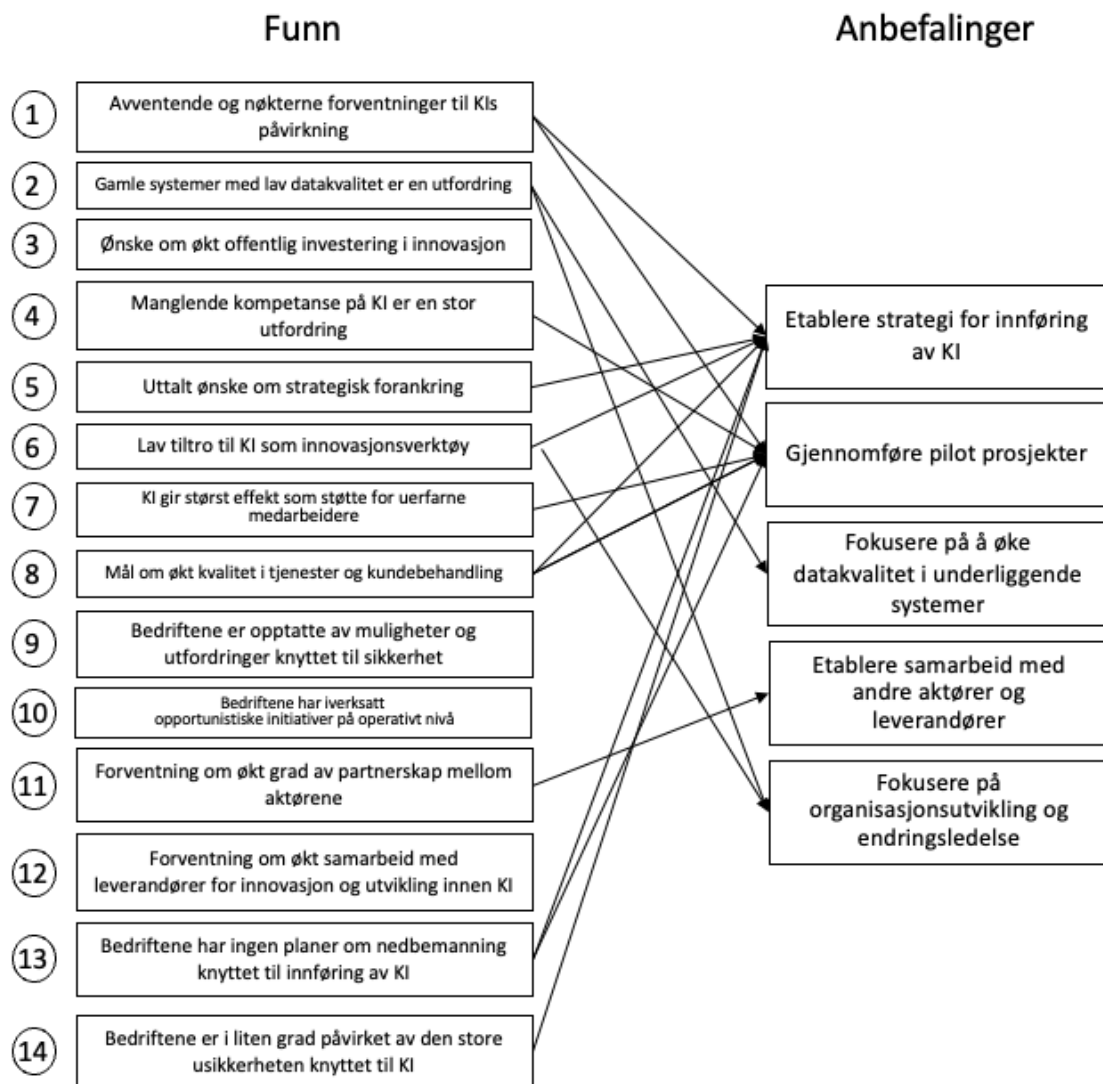 Funn
Anbefalinger
1
Avventende og nøkterne forventninger til KIs
påvirkning
2
Gamle systemer med lav datakvalitet er en utfordring
3
Ønske om økt offentlig investering i innovasjon
4
Manglende kompetanse på KI er en stor
utfordring
5
Uttalt ønske om strategisk forankring
6
Lav tiltro til KI som innovasjonsverktøy
7
KI gir størst effekt som støtte for uerfarne
medarbeidere
8
Mål om økt kvalitet i tjenester og kundebehandling
9
Bedriftene er opptatte av muligheter og
utfordringer knyttet til sikkerhet
10
Bedriftene har iverksatt
opportunistiske initiativer på operativt nivå
11
Forventning om økt grad av partnerskap mellom
aktørene
12
Forventning om økt samarbeid med
leverandører for innovasjon og utvikling innen KI
13
Bedriftene har ingen planer om nedbemanning
knyttet til innføring av KI
14
Bedriftene er i liten grad påvirket av den store
usikkerheten knyttet til KI
Etablere strategi for innføring
av KI
Gjennomføre pilot prosjekter
Fokusere på å øke
datakvalitet i underliggende
systemer
Etablere samarbeid med
andre aktører og
leverandører
Fokusere på
organisasjonsutvikling og
endringsledelse